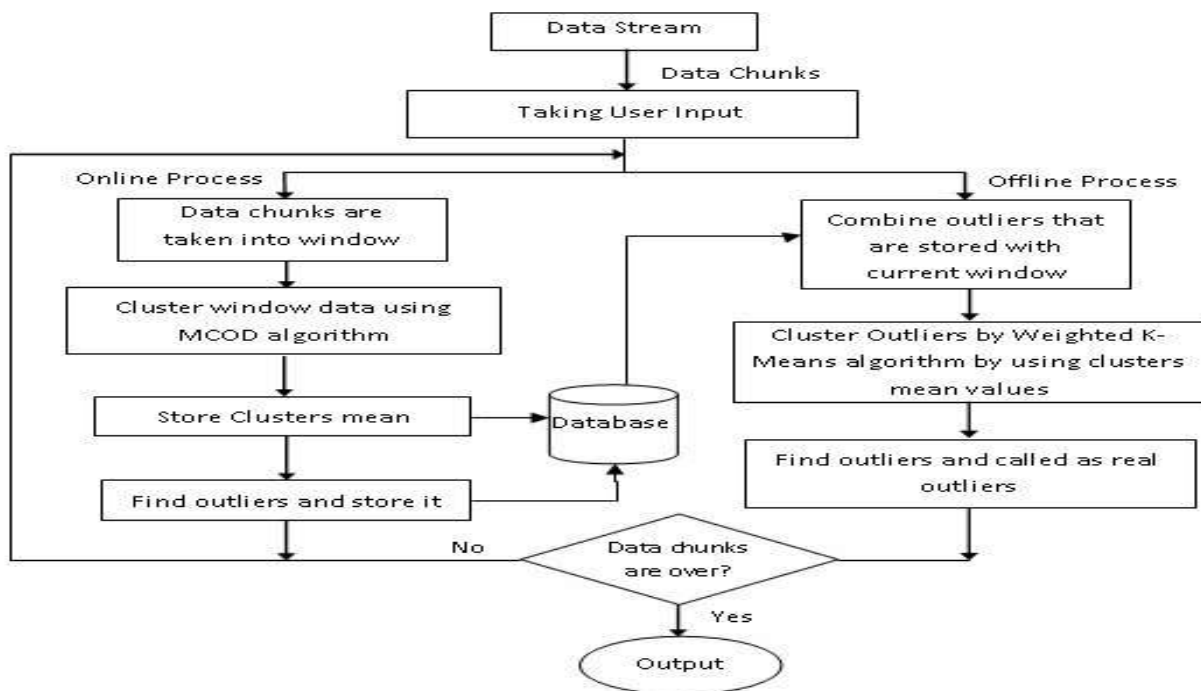 Data Stream
Data Chunks
Taking User Input
Online Process
Offline Process
Data chunks are
taken into window
Cluster window data using
MCOD algorithm
Store Clusters mean
Find outliers and store it
Database
Combine outliers that
are stored with
current window
Cluster Outliers by Weighted K-
Means algorithm by using clusters
mean values
Find outliers and called as real
outliers
No
Data chunks
are over?
Yes
Output